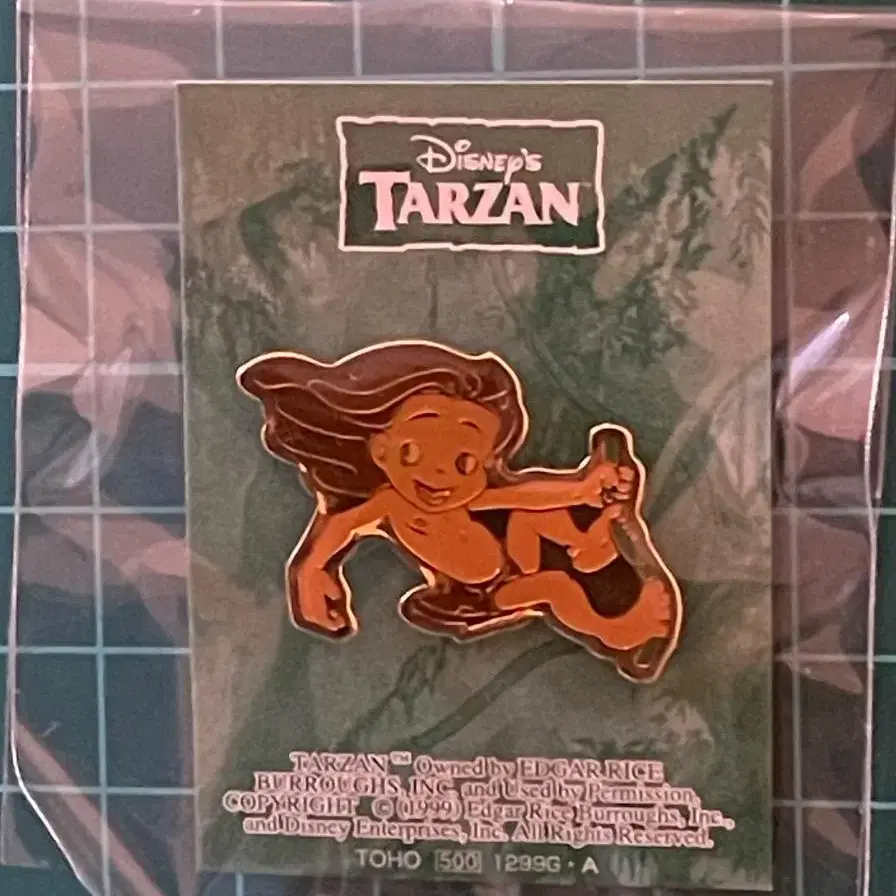 Disney's
TARZAN™
TARZAN™ Owned by EDGAR RICE
BURROUGHS, INC. and Used by Permission.
COPYRIGHT © (1999) Edgar Rice Burroughs, Inc.,
and Disney Enterprises, Inc. All Rights Reserved.
TOHO 500 1299G・A